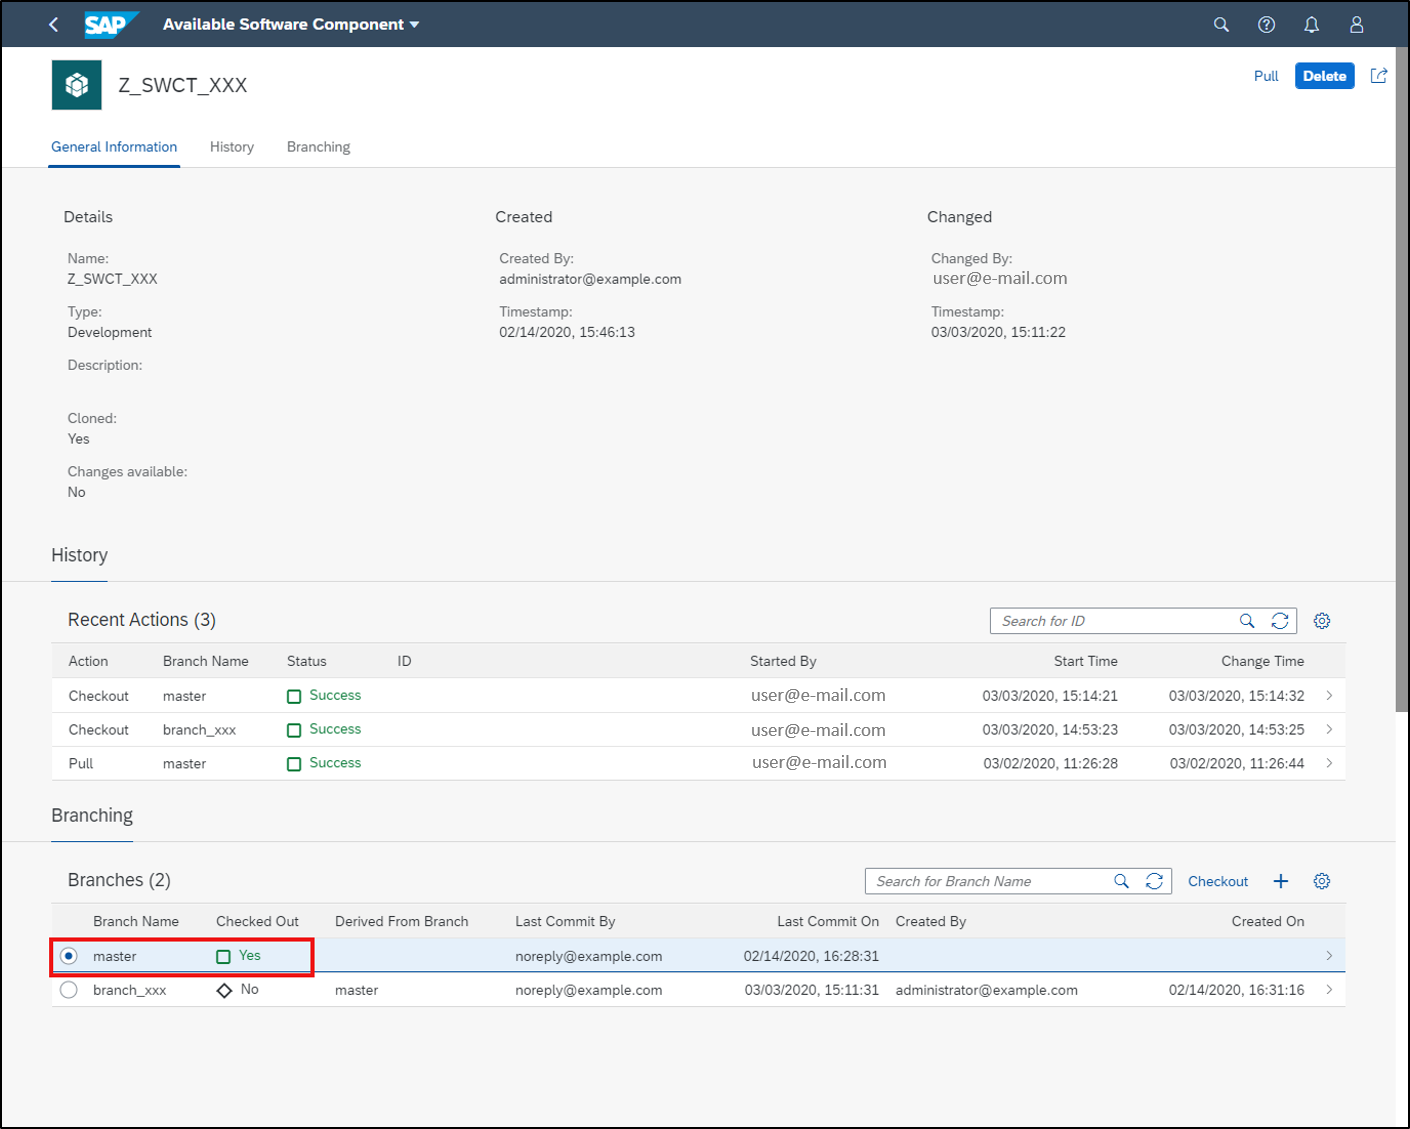 SAP Available Software Component
Z_SWCT_XXX
Pull Delete
General Information History Branching
Details Created Changed
Name: Created By: Changed By:
Z_SWCT_XXX administrator@example.com user@e-mail.com
Type: Timestamp: Timestamp:
Development 02/14/2020, 15:46:13 03/03/2020, 15:11:22
Description:
Cloned:
Yes
Changes available:
No
History
Recent Actions (3) Search for ID
Action Branch Name Status ID Started By Start Time Change Time
Checkout master Success user@e-mail.com 03/03/2020, 15:14:21 03/03/2020, 15:14:32
Checkout branch_xxx Success user@e-mail.com 03/03/2020, 14:53:23 03/03/2020, 14:53:25
Pull master Success user@e-mail.com 03/02/2020, 11:26:28 03/02/2020, 11:26:44
Branching
Branches (2) Search for Branch Name Checkout
Branch Name Checked Out Derived From Branch Last Commit By Last Commit On Created By Created On
master Yes noreply@example.com 02/14/2020, 16:28:31
branch_xxx No master noreply@example.com 03/03/2020, 15:11:31 administrator@example.com 02/14/2020, 16:31:16